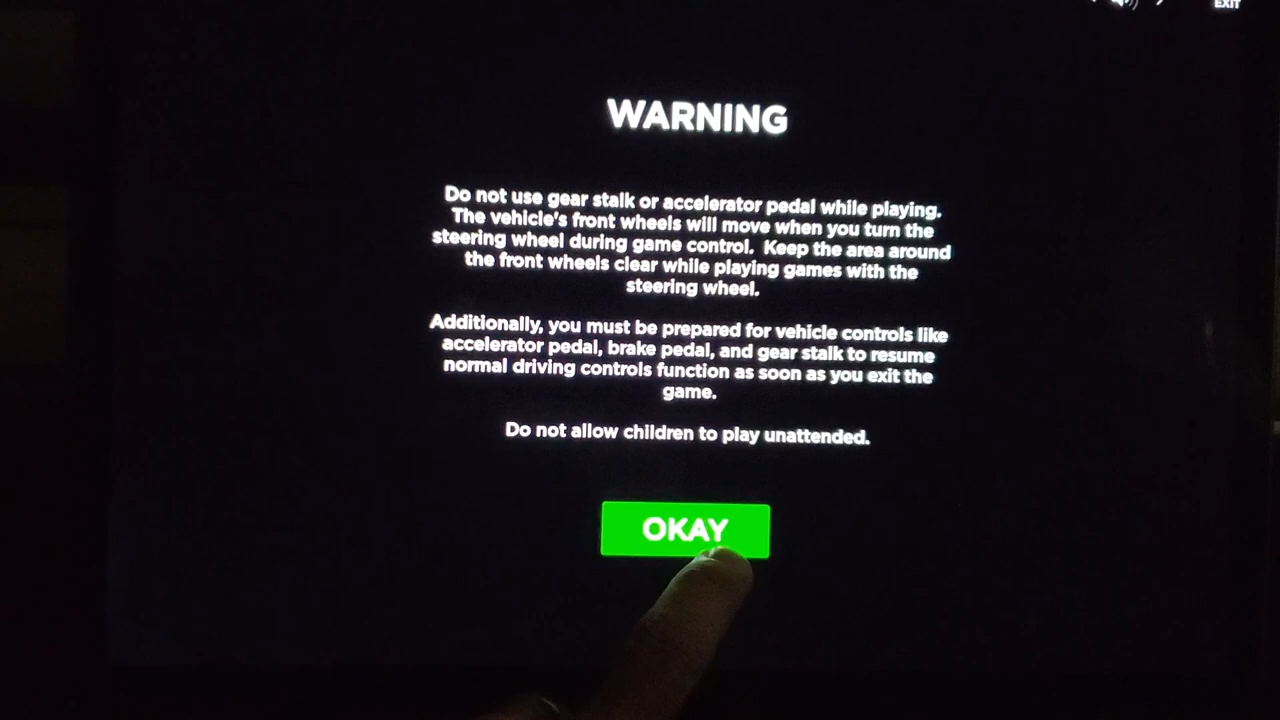 EXIT
WARNING
Do not use gear stalk or accelerator pedal while playing.
The vehicle's front wheels will move when you turn the
steering wheel during game control. Keep the area around
the front wheels clear while playing games with the
steering wheel.
Additionally, you must be prepared for vehicle controls like
accelerator pedal, brake pedal, and gear stalk to resume
normal driving controls function as soon as you exit the
game.
Do not allow children to play unattended.
OKAY